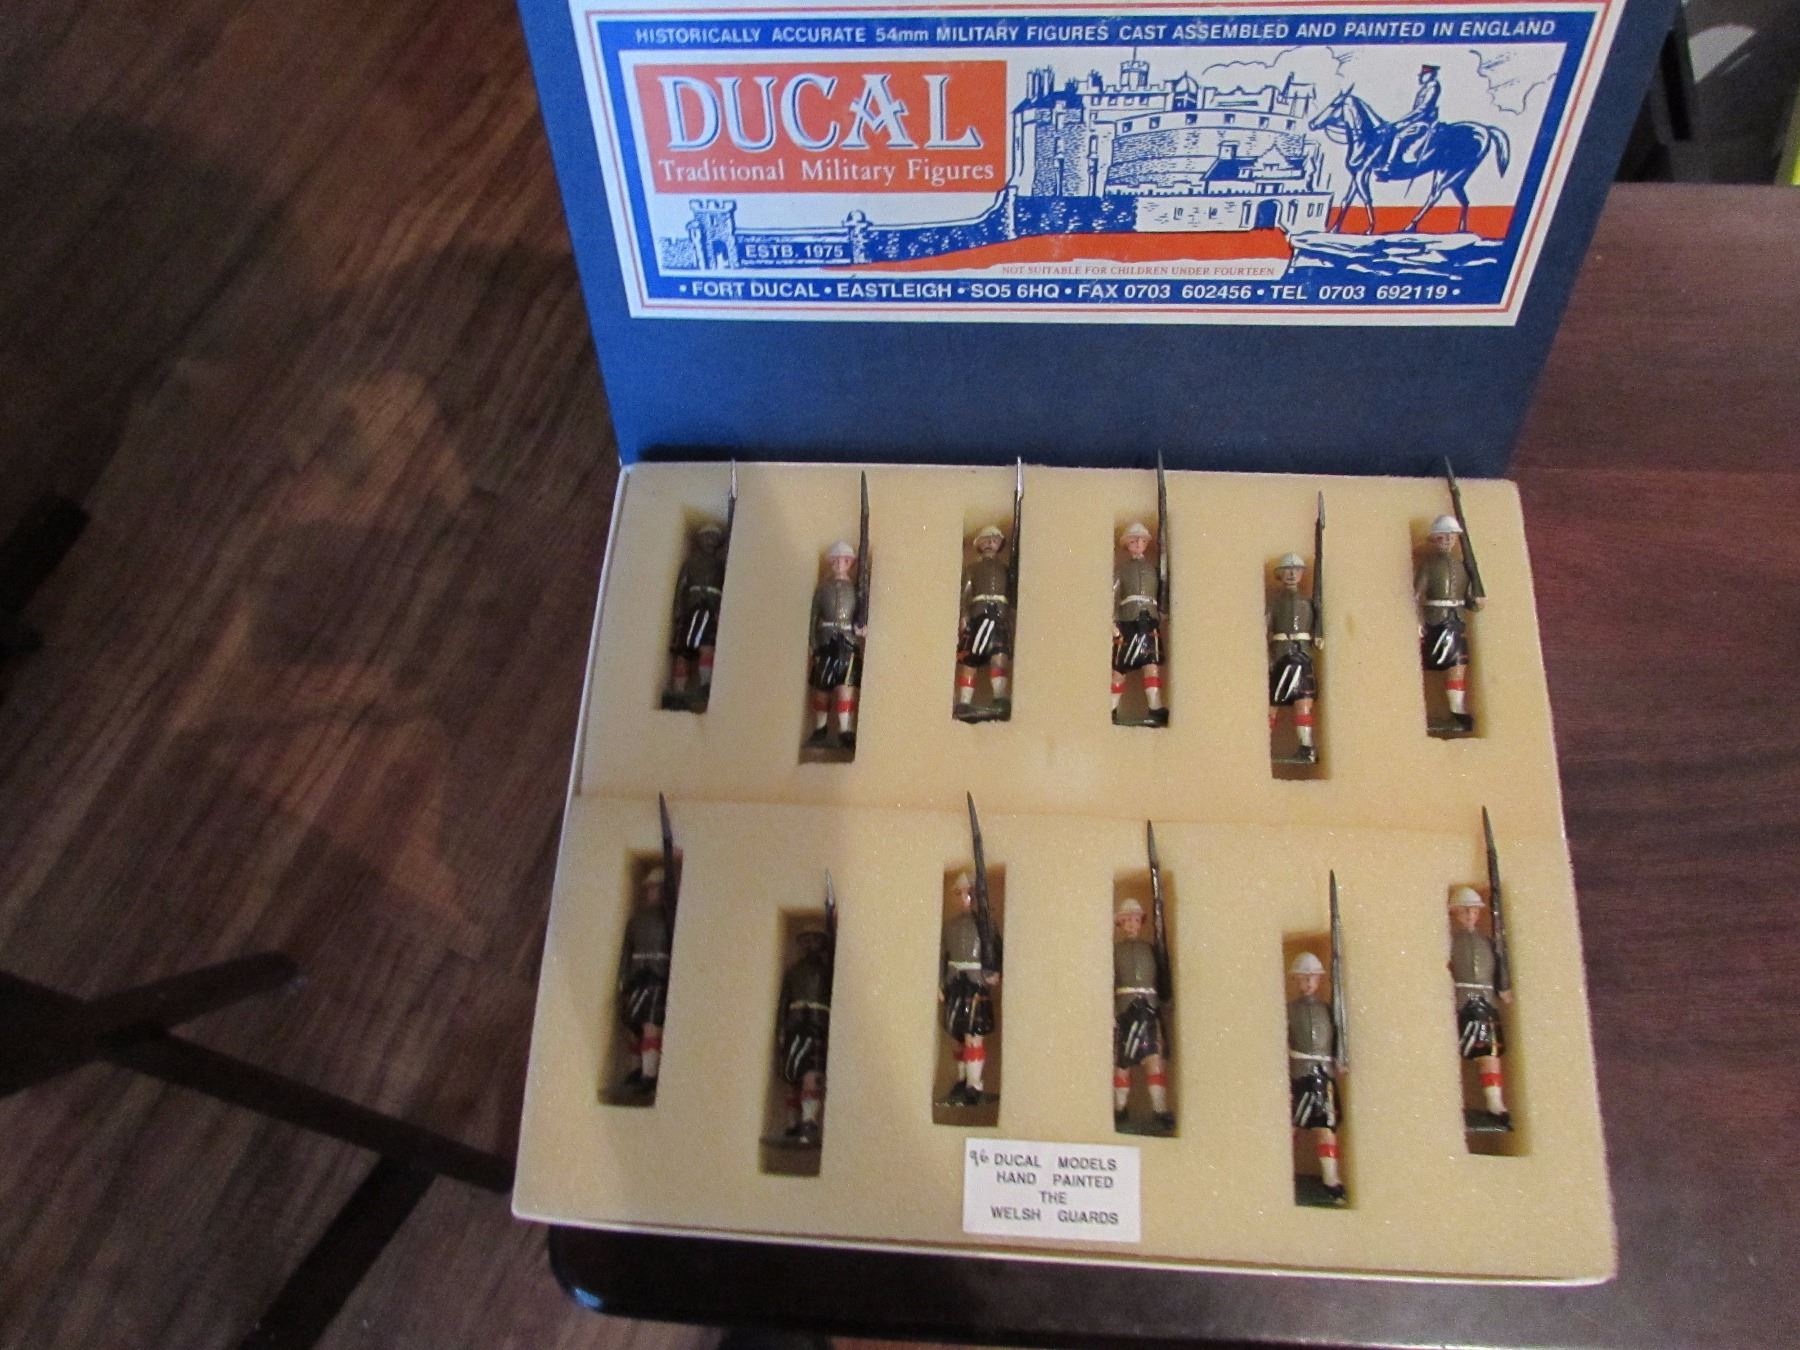 HISTORICALLY ACCURATE 54mm MILITARY FIGURES CAST ASSEMBLED AND PAINTED IN ENGLAND
DUCAL
Traditional Military Figures
ESTB. 1975
NOT SUITABLE FOR CHILDREN UNDER FOURTEEN
• FORT DUCAL • EASTLEIGH • SO5 6HQ • FAX 0703 602456 • TEL 0703 692119 •
96 DUCAL MODELS
HAND PAINTED
THE
WELSH GUARDS